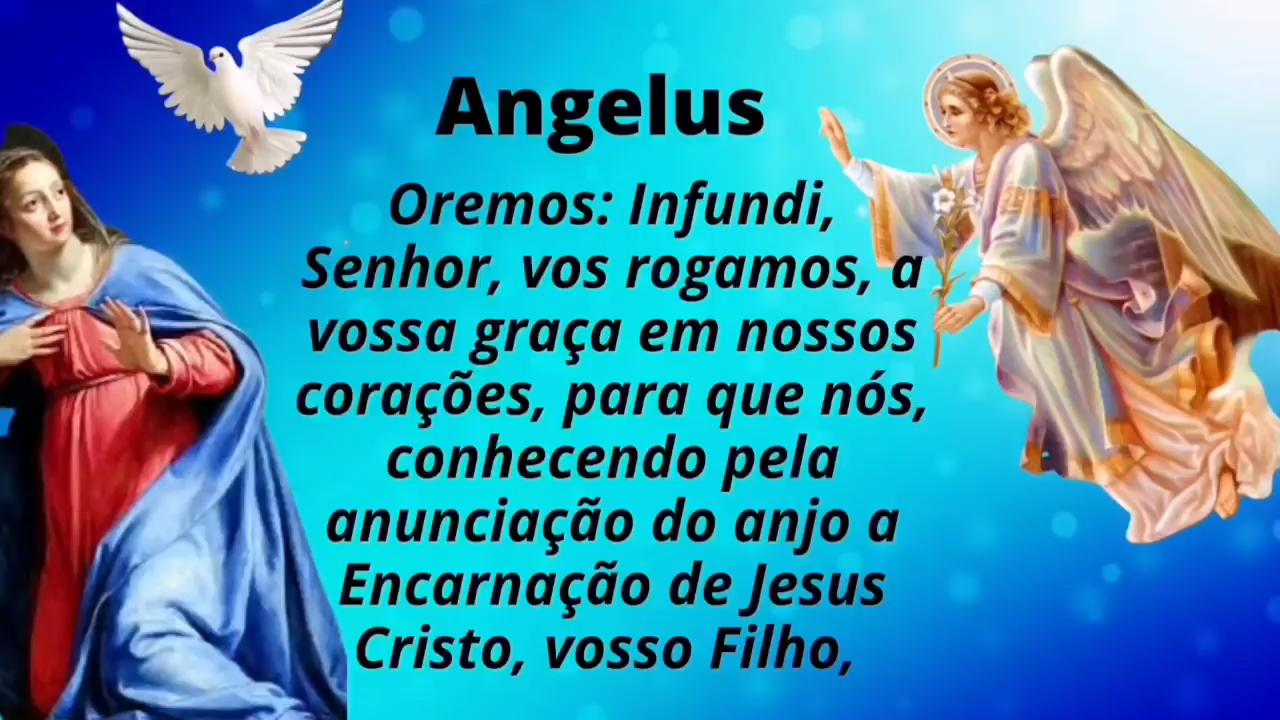 Angelus
Oremos: Infundi,
Senhor, vos rogamos, a
vossa graça em nossos
corações, para que nós,
conhecendo pela
anunciação do anjo a
Encarnação de Jesus
Cristo, vosso Filho,